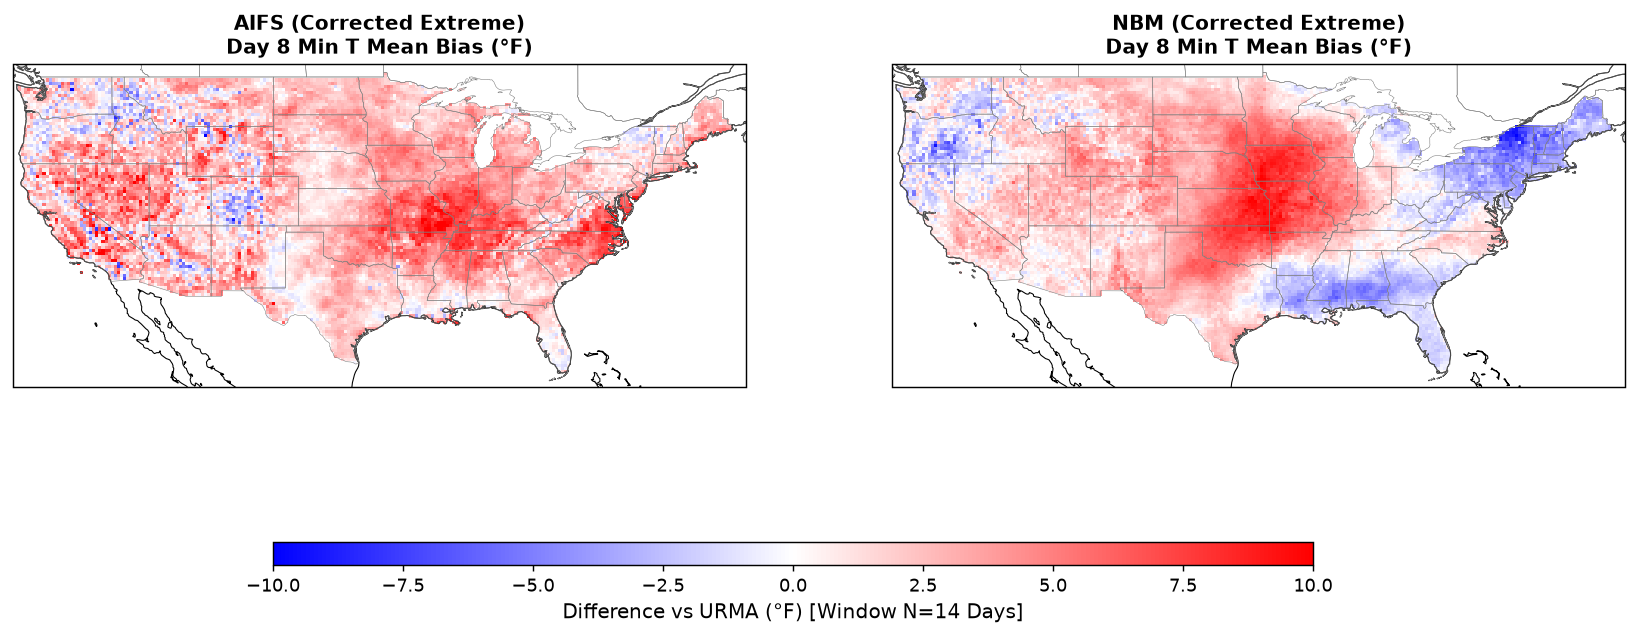 AIFS (Corrected Extreme)
Day 8 Min T Mean Bias (°F)
NBM (Corrected Extreme)
Day 8 Min T Mean Bias (°F)
−10.0 −7.5 −5.0 −2.5 0.0 2.5 5.0 7.5 10.0
Difference vs URMA (°F) [Window N=14 Days]